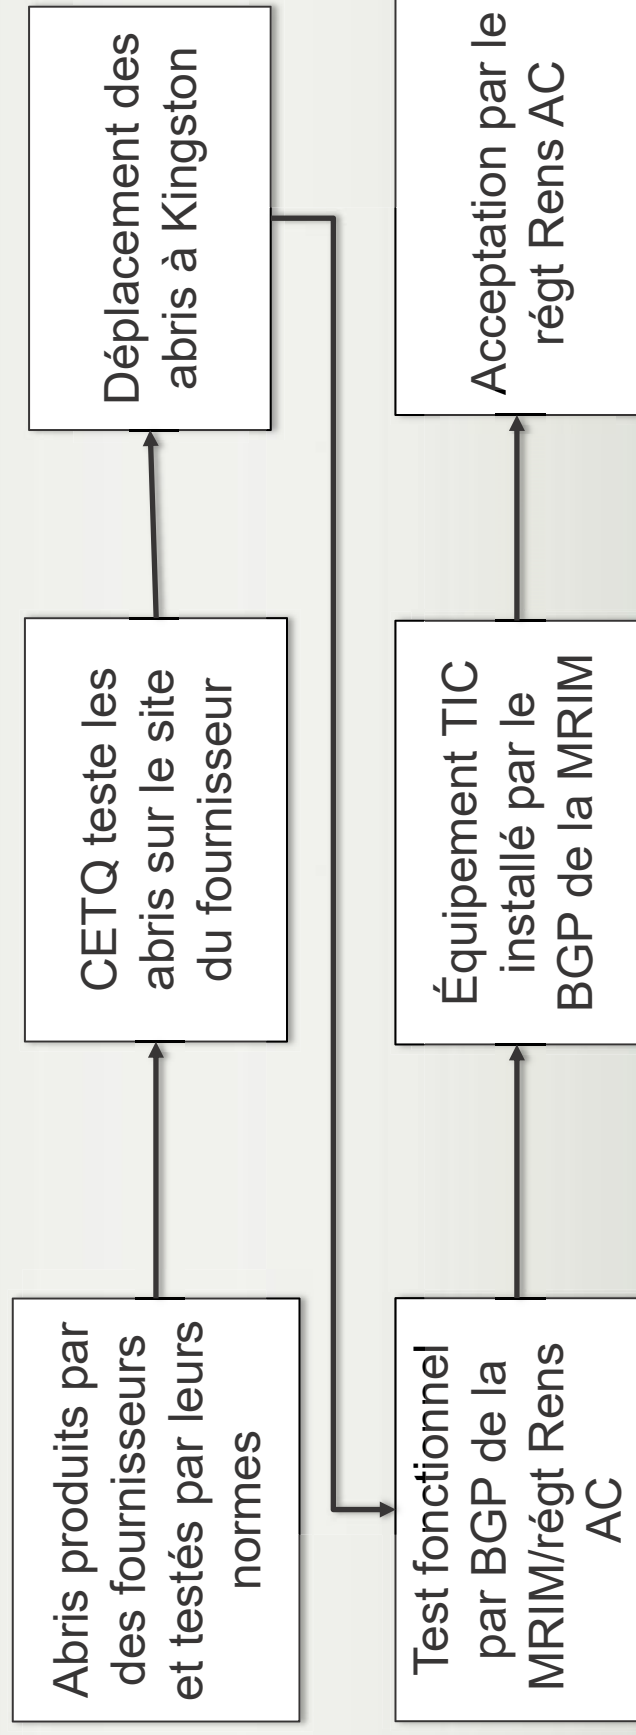 Abris produits par
des fournisseurs
et testés par leurs
normes
CETQ teste les
abris sur le site
du fournisseur
Déplacement des
abris à Kingston
Test fonctionnel
par BGP de la
MRIM/régt Rens
AC
Équipement TIC
installé par le
BGP de la MRIM
Acceptation par le
régt Rens AC